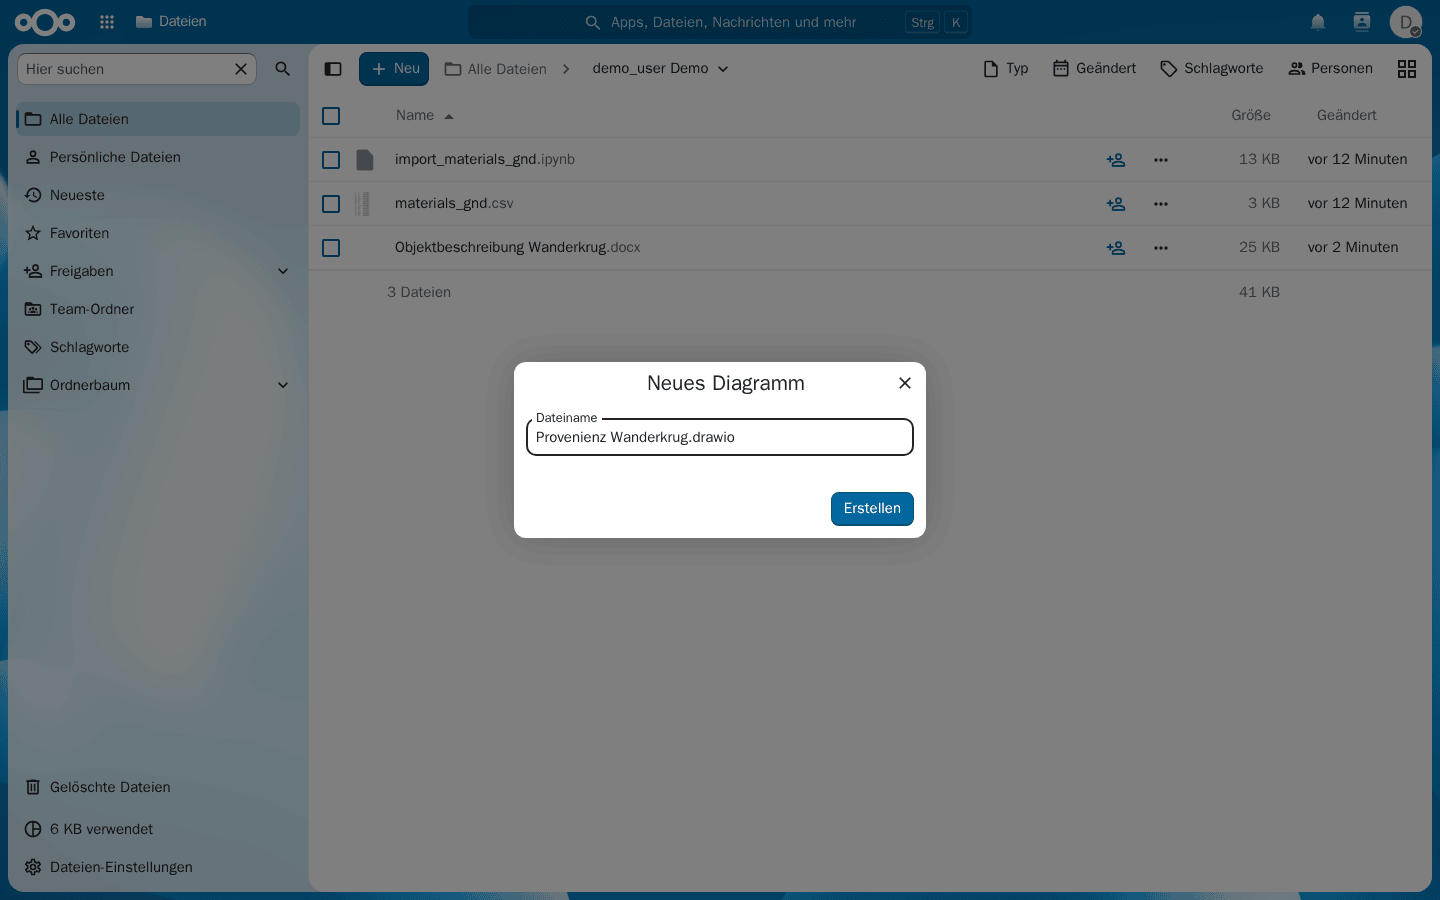 Dateien
Apps, Dateien, Nachrichten und mehr
Strg K
D
Hier suchen
Neu
Alle Dateien
demo_user Demo
Typ
Geändert
Schlagworte
Personen
Alle Dateien
Persönliche Dateien
Neueste
Favoriten
Freigaben
Team-Ordner
Schlagworte
Ordnerbaum
Name Größe Geändert
import_materials_gnd.ipynb 13 KB vor 12 Minuten
materials_gnd.csv 3 KB vor 12 Minuten
Objektbeschreibung Wanderkrug.docx 25 KB vor 2 Minuten
3 Dateien 41 KB
Neues Diagramm
Dateiname
Provenienz Wanderkrug.drawio
Erstellen
Gelöschte Dateien
6 KB verwendet
Dateien-Einstellungen